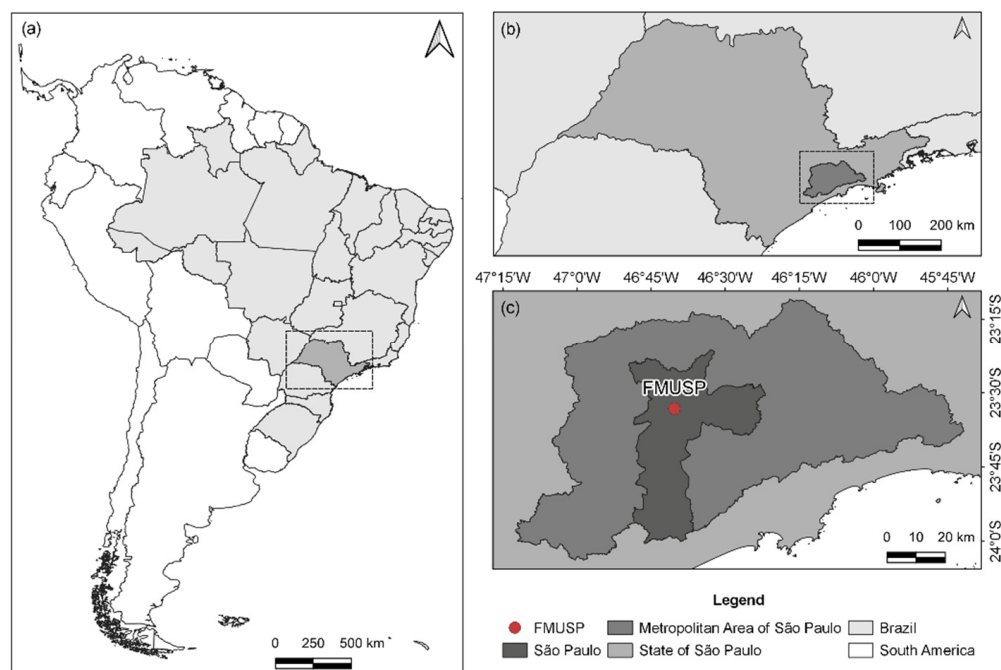 (a)
0 250 500 km
(b)
0 100 200 km
47°15'W 47°0'W 46°45'W 46°30'W 46°15'W 46°0'W 45°45'W
(c)
FMUSP
23°15'S
23°30'S
23°45'S
24°0'S
0 10 20 km
Legend
FMUSP Metropolitan Area of São Paulo Brazil
São Paulo State of São Paulo South America